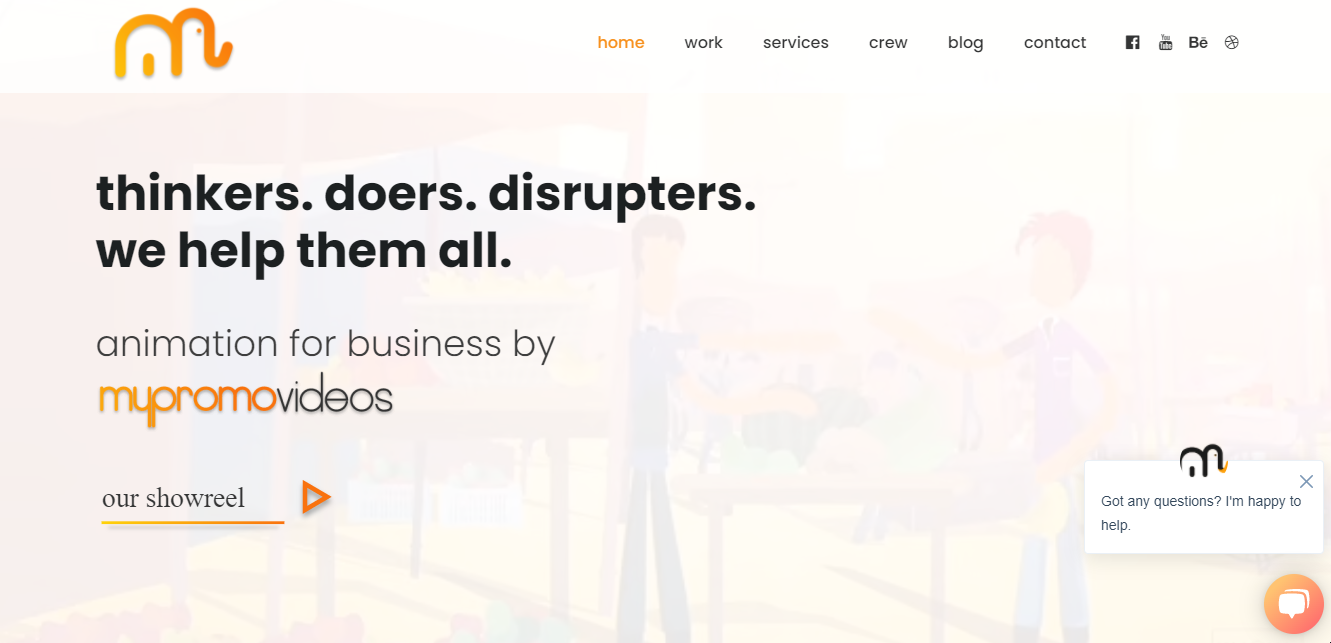 home work services crew blog contact You Tube Bē
thinkers. doers. disrupters.
we help them all.
animation for business by
mypromovideos
our showreel
Got any questions? I'm happy to
help.